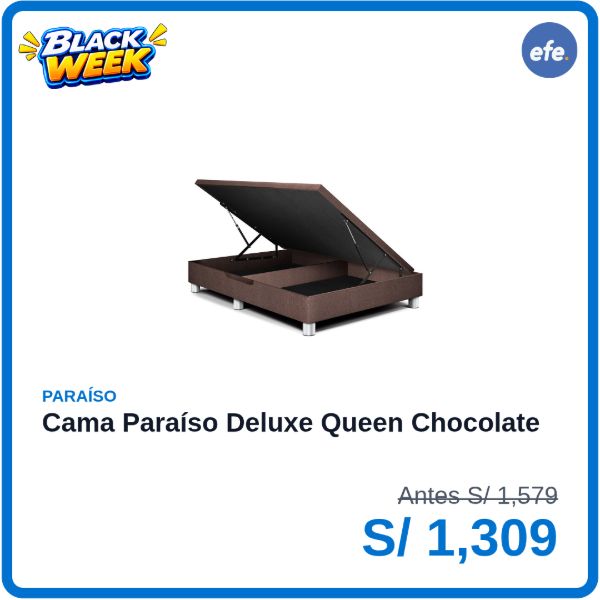 BLACK
WEEK
efe.
PARAÍSO
Cama Paraíso Deluxe Queen Chocolate
Antes S/ 1,579
S/ 1,309